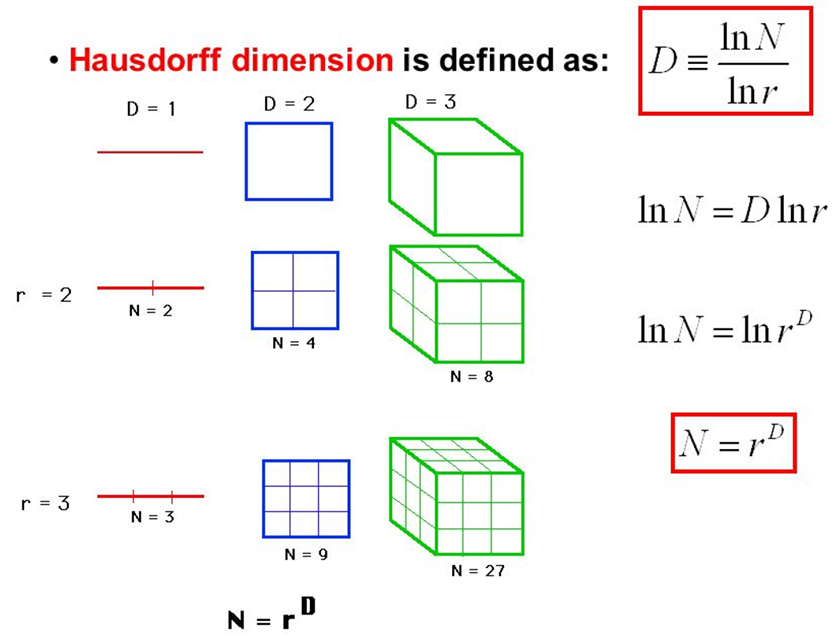 • Hausdorff dimension is defined as:
D ≡ ln N / ln r
D = 1
D = 2
D = 3
ln N = D ln r
r = 2
N = 2
N = 4
N = 8
ln N = ln r^D
N = r^D
r = 3
N = 3
N = 9
N = 27
N = r^D